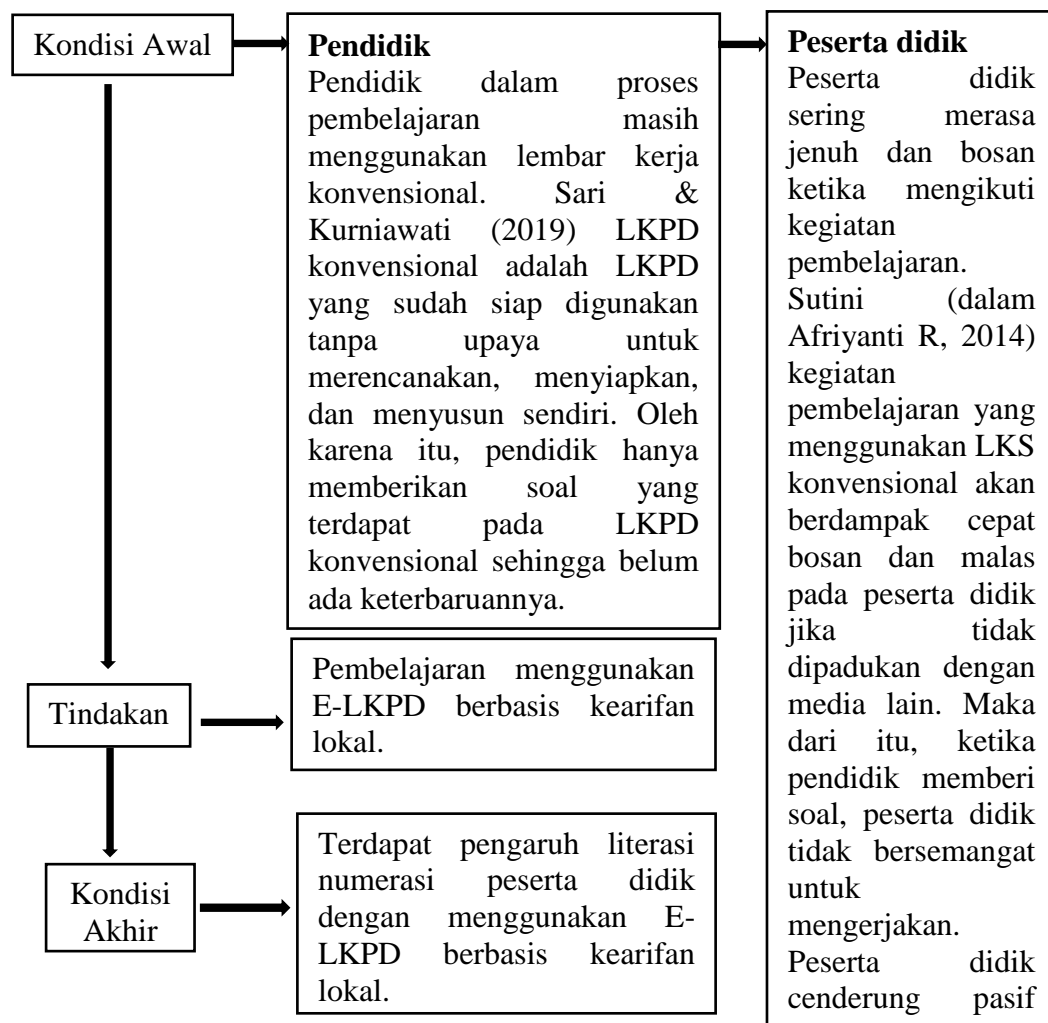 Kondisi Awal
Pendidik
Pendidik dalam proses
pembelajaran masih
menggunakan lembar kerja
konvensional. Sari &
Kurniawati (2019) LKPD
konvensional adalah LKPD
yang sudah siap digunakan
tanpa upaya untuk
merencanakan, menyiapkan,
dan menyusun sendiri. Oleh
karena itu, pendidik hanya
memberikan soal yang
terdapat pada LKPD
konvensional sehingga belum
ada keterbaruannya.
Peserta didik
Peserta didik
sering merasa
jenuh dan bosan
ketika mengikuti
kegiatan
pembelajaran.
Sutini (dalam
Afriyanti R, 2014)
kegiatan
pembelajaran yang
menggunakan LKS
konvensional akan
berdampak cepat
bosan dan malas
pada peserta didik
jika tidak
dipadukan dengan
media lain. Maka
dari itu, ketika
pendidik memberi
soal, peserta didik
tidak bersemangat
untuk
mengerjakan.
Peserta didik
cenderung pasif
Tindakan
Pembelajaran menggunakan
E-LKPD berbasis kearifan
lokal.
Kondisi
Akhir
Terdapat pengaruh literasi
numerasi peserta didik
dengan menggunakan E-
LKPD berbasis kearifan
lokal.